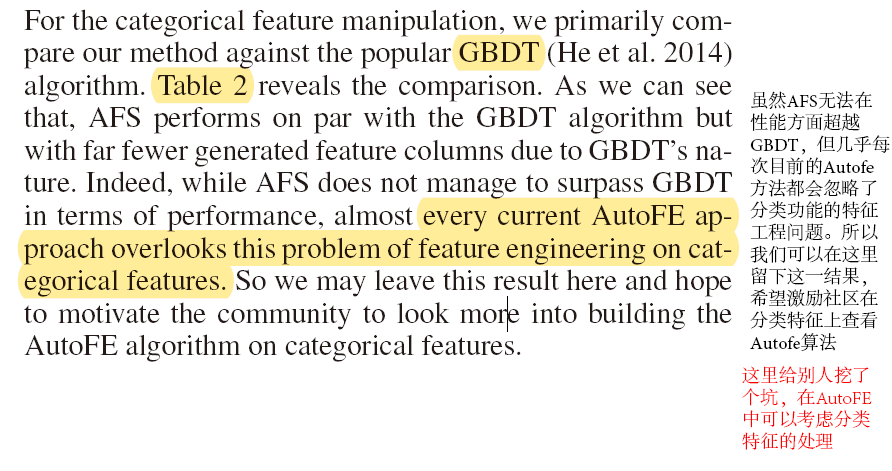 For the categorical feature manipulation, we primarily com-
pare our method against the popular GBDT (He et al. 2014)
algorithm. Table 2 reveals the comparison. As we can see
that, AFS performs on par with the GBDT algorithm but
with far fewer generated feature columns due to GBDT's na-
ture. Indeed, while AFS does not manage to surpass GBDT
in terms of performance, almost every current AutoFE ap-
proach overlooks this problem of feature engineering on cat-
egorical features. So we may leave this result here and hope
to motivate the community to look more into building the
AutoFE algorithm on categorical features.
虽然AFS无法在
性能方面超越
GBDT，但几乎每
次目前的Autofe
方法都会忽略了
分类功能的特征
工程问题。所以
我们可以在这里
留下这一结果，
希望激励社区在
分类特征上查看
Autofe算法
这里给别人挖了
个坑，在AutoFE
中可以考虑分类
特征的处理